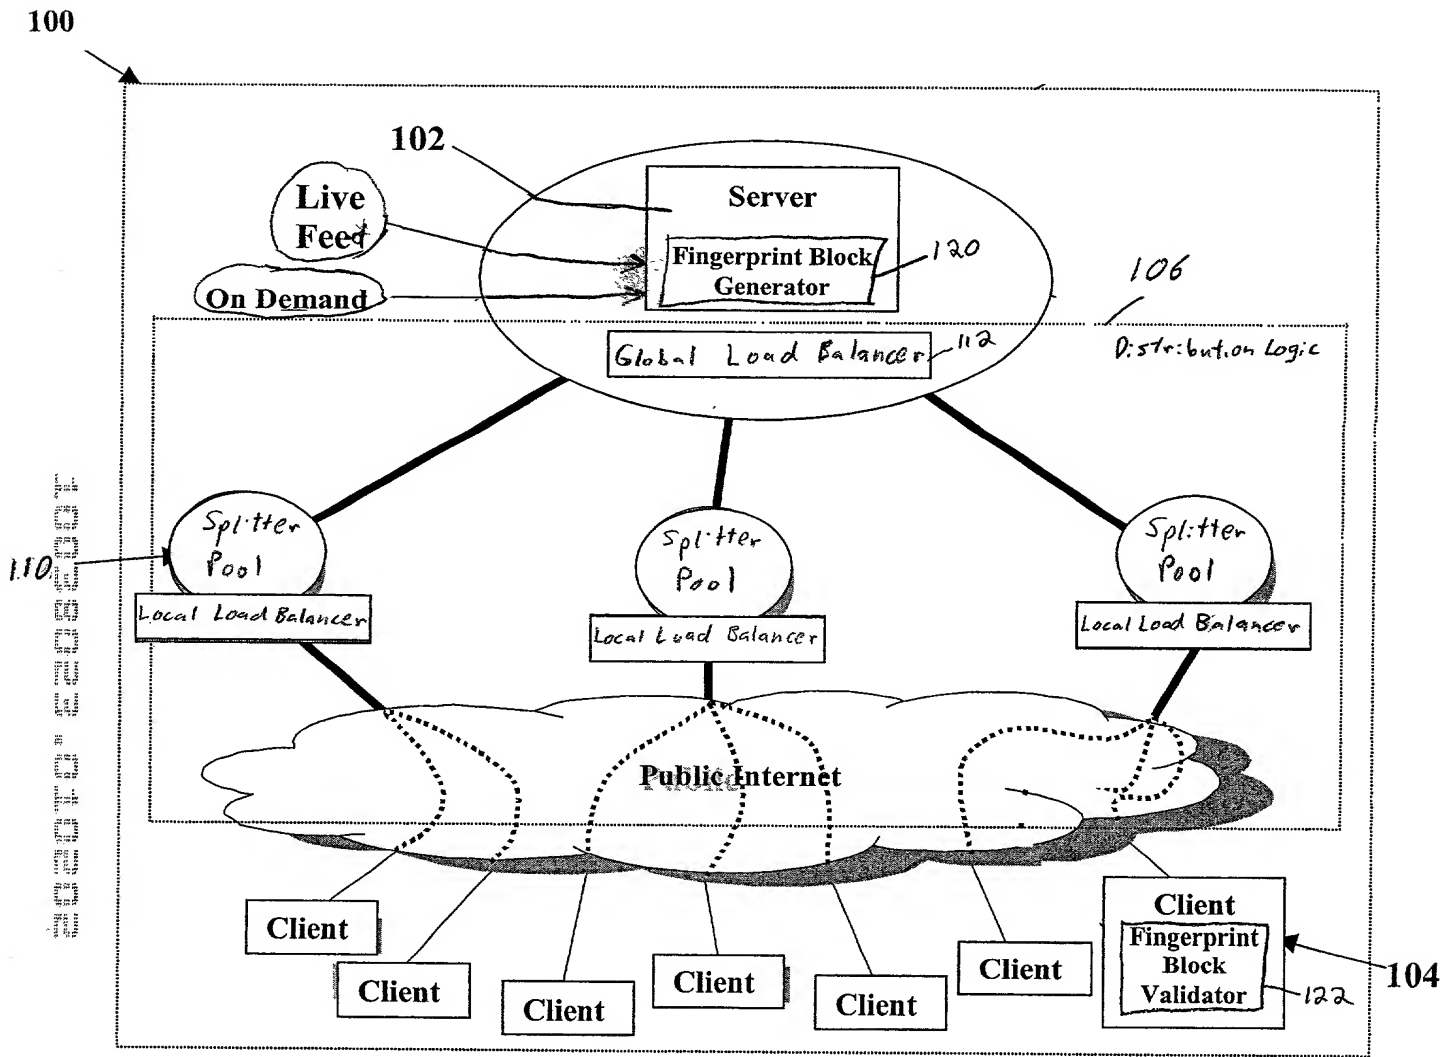 100
102
Live
Feed
On Demand
Server
Fingerprint Block
Generator
120
106
Global Load Balancer
112
Distribution Logic
Splitter
Pool
Splitter
Pool
Splitter
Pool
110
Local Load Balancer
Local Load Balancer
Local Load Balancer
10038023.010202
Public Internet
Client
Client
Client
Client
Client
Client
Client
Fingerprint
Block
Validator
104
122